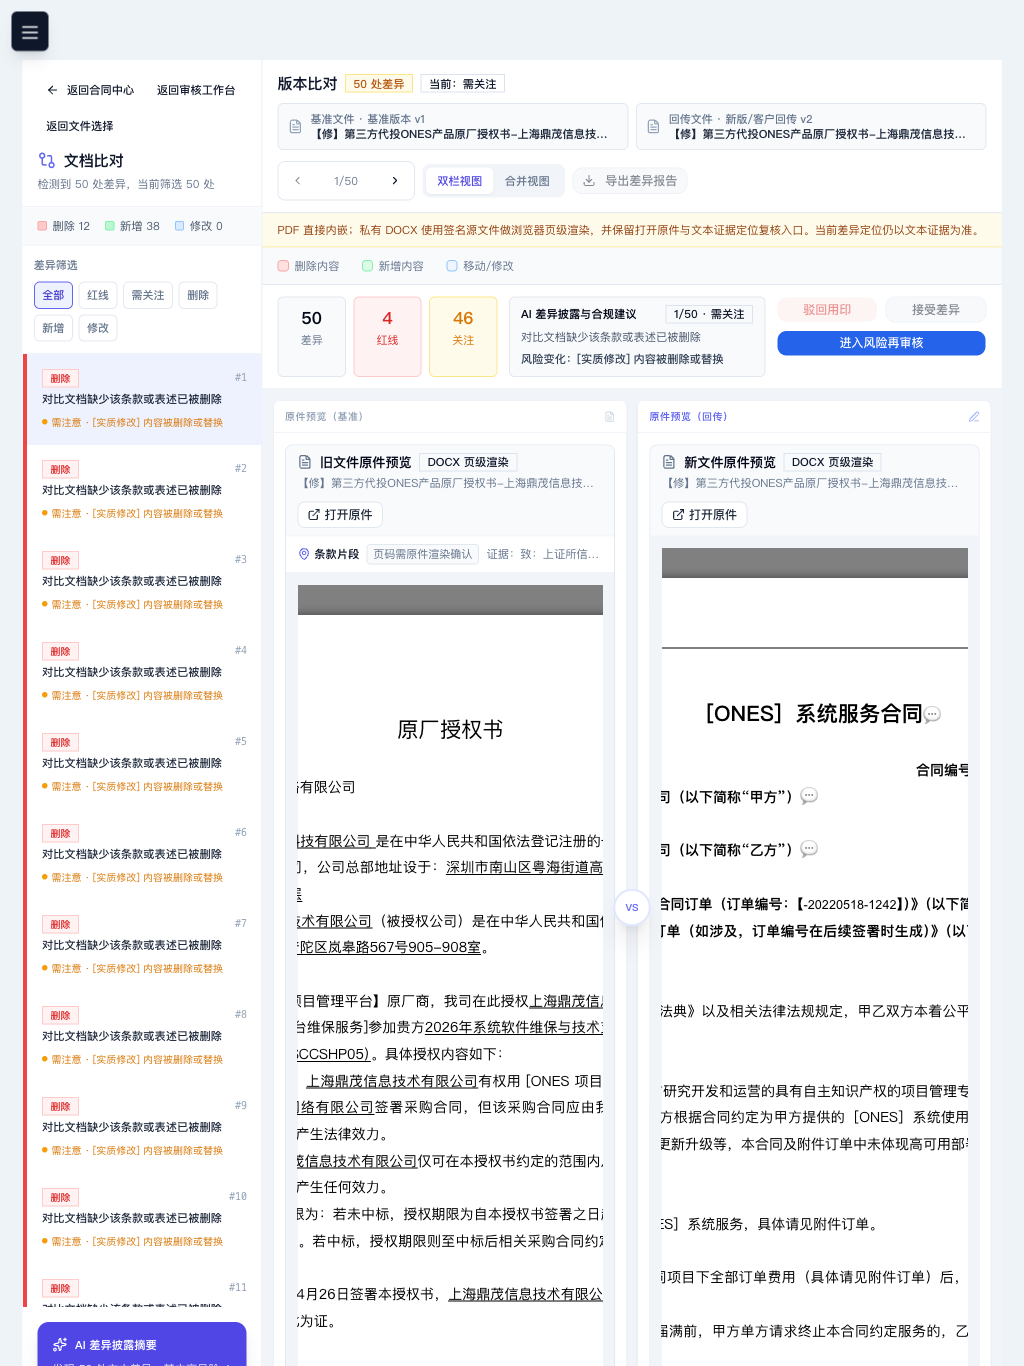 返回合同中心 返回审核工作台
返回文件选择
文档比对
检测到 50 处差异，当前筛选 50 处
删除 12 新增 38 修改 0
差异筛选
全部 红线 需关注 删除
新增 修改
删除 #1
对比文档缺少该条款或表述已被删除
需注意 · [实质修改] 内容被删除或替换
删除 #2
对比文档缺少该条款或表述已被删除
需注意 · [实质修改] 内容被删除或替换
删除 #3
对比文档缺少该条款或表述已被删除
需注意 · [实质修改] 内容被删除或替换
删除 #4
对比文档缺少该条款或表述已被删除
需注意 · [实质修改] 内容被删除或替换
删除 #5
对比文档缺少该条款或表述已被删除
需注意 · [实质修改] 内容被删除或替换
删除 #6
对比文档缺少该条款或表述已被删除
需注意 · [实质修改] 内容被删除或替换
删除 #7
对比文档缺少该条款或表述已被删除
需注意 · [实质修改] 内容被删除或替换
删除 #8
对比文档缺少该条款或表述已被删除
需注意 · [实质修改] 内容被删除或替换
删除 #9
对比文档缺少该条款或表述已被删除
需注意 · [实质修改] 内容被删除或替换
删除 #10
对比文档缺少该条款或表述已被删除
需注意 · [实质修改] 内容被删除或替换
删除 #11
AI 差异披露摘要
版本比对 50 处差异 当前：需关注
基准文件 · 基准版本 v1
【修】第三方代投ONES产品原厂授权书–上海鼎茂信息技...
回传文件 · 新版/客户回传 v2
【修】第三方代投ONES产品原厂授权书–上海鼎茂信息技...
1/50 双栏视图 合并视图 导出差异报告
PDF 直接内嵌；私有 DOCX 使用签名源文件做浏览器页级渲染，并保留打开原件与文本证据定位复核入口。当前差异定位仍以文本证据为准。
删除内容 新增内容 移动/修改
50 差异
4 红线
46 关注
AI 差异披露与合规建议 1/50 · 需关注
对比文档缺少该条款或表述已被删除
风险变化：[实质修改] 内容被删除或替换
驳回用印 接受差异
进入风险再审核
原件预览（基准）
旧文件原件预览 DOCX 页级渲染
【修】第三方代投ONES产品原厂授权书–上海鼎茂信息技...
打开原件
条款片段 页码需原件渲染确认 证据：致：上证所信...
原厂授权书
有限公司
技有限公司 是在中华人民共和国依法登记注册的
，公司总部地址设于：深圳市南山区粤海街道高
术有限公司（被授权公司）是在中华人民共和国
陀区岚皋路567号905–908室。
项目管理平台】原厂商，我司在此授权上海鼎茂信
台维保服务]参加贵方2026年系统软件维保与技术
CCSHP05)。具体授权内容如下：
上海鼎茂信息技术有限公司有权用 [ONES 项目
络有限公司签署采购合同，但该采购合同应由
产生法律效力。
茂信息技术有限公司仅可在本授权书约定的范围内
产生任何效力。
限为：若未中标，授权期限为自本授权书签署之日
。若中标，授权期限则至中标后相关采购合同约
4月26日签署本授权书，上海鼎茂信息技术有限公
为证。
VS
原件预览（回传）
新文件原件预览 DOCX 页级渲染
【修】第三方代投ONES产品原厂授权书–上海鼎茂信息技...
打开原件
［ONES］系统服务合同
合同编号
司（以下简称“甲方”）
司（以下简称“乙方”）
合同订单（订单编号：【-20220518-1242】）》（以下简
订单（如涉及，订单编号在后续签署时生成）》（以
法典》以及相关法律法规规定，甲乙双方本着公平
研究开发和运营的具有自主知识产权的项目管理专
方根据合同约定为甲方提供的［ONES］系统使用
更新升级等，本合同及附件订单中未体现高可用部
ES］系统服务，具体请见附件订单。
项目下全部订单费用（具体请见附件订单）后，
届满前，甲方单方请求终止本合同约定服务的，乙